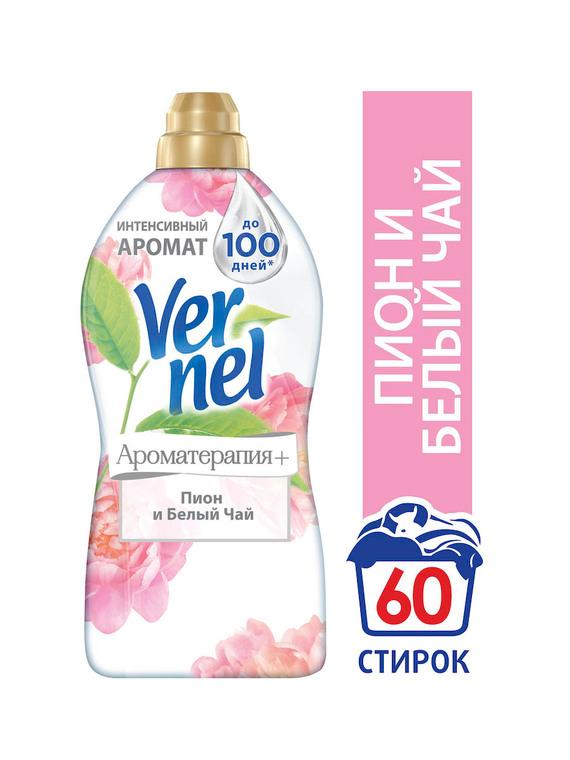 ИНТЕНСИВНЫЙ
АРОМАТ
до
100
дней*
Ver
nel
Ароматерапия+
Пион
и Белый Чай
ПИОН И
БЕЛЫЙ ЧАЙ
60
СТИРОК